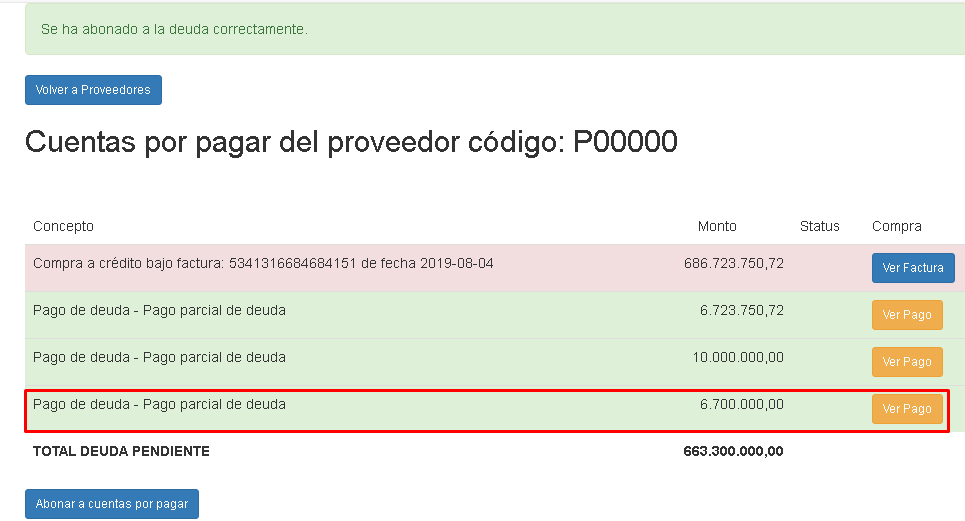 Se ha abonado a la deuda correctamente.
Volver a Proveedores
Cuentas por pagar del proveedor código: P00000
Concepto Monto Status Compra
Compra a crédito bajo factura: 5341316684684151 de fecha 2019-08-04 686.723.750,72 Ver Factura
Pago de deuda - Pago parcial de deuda 6.723.750,72 Ver Pago
Pago de deuda - Pago parcial de deuda 10.000.000,00 Ver Pago
Pago de deuda - Pago parcial de deuda 6.700.000,00 Ver Pago
TOTAL DEUDA PENDIENTE 663.300.000,00
Abonar a cuentas por pagar